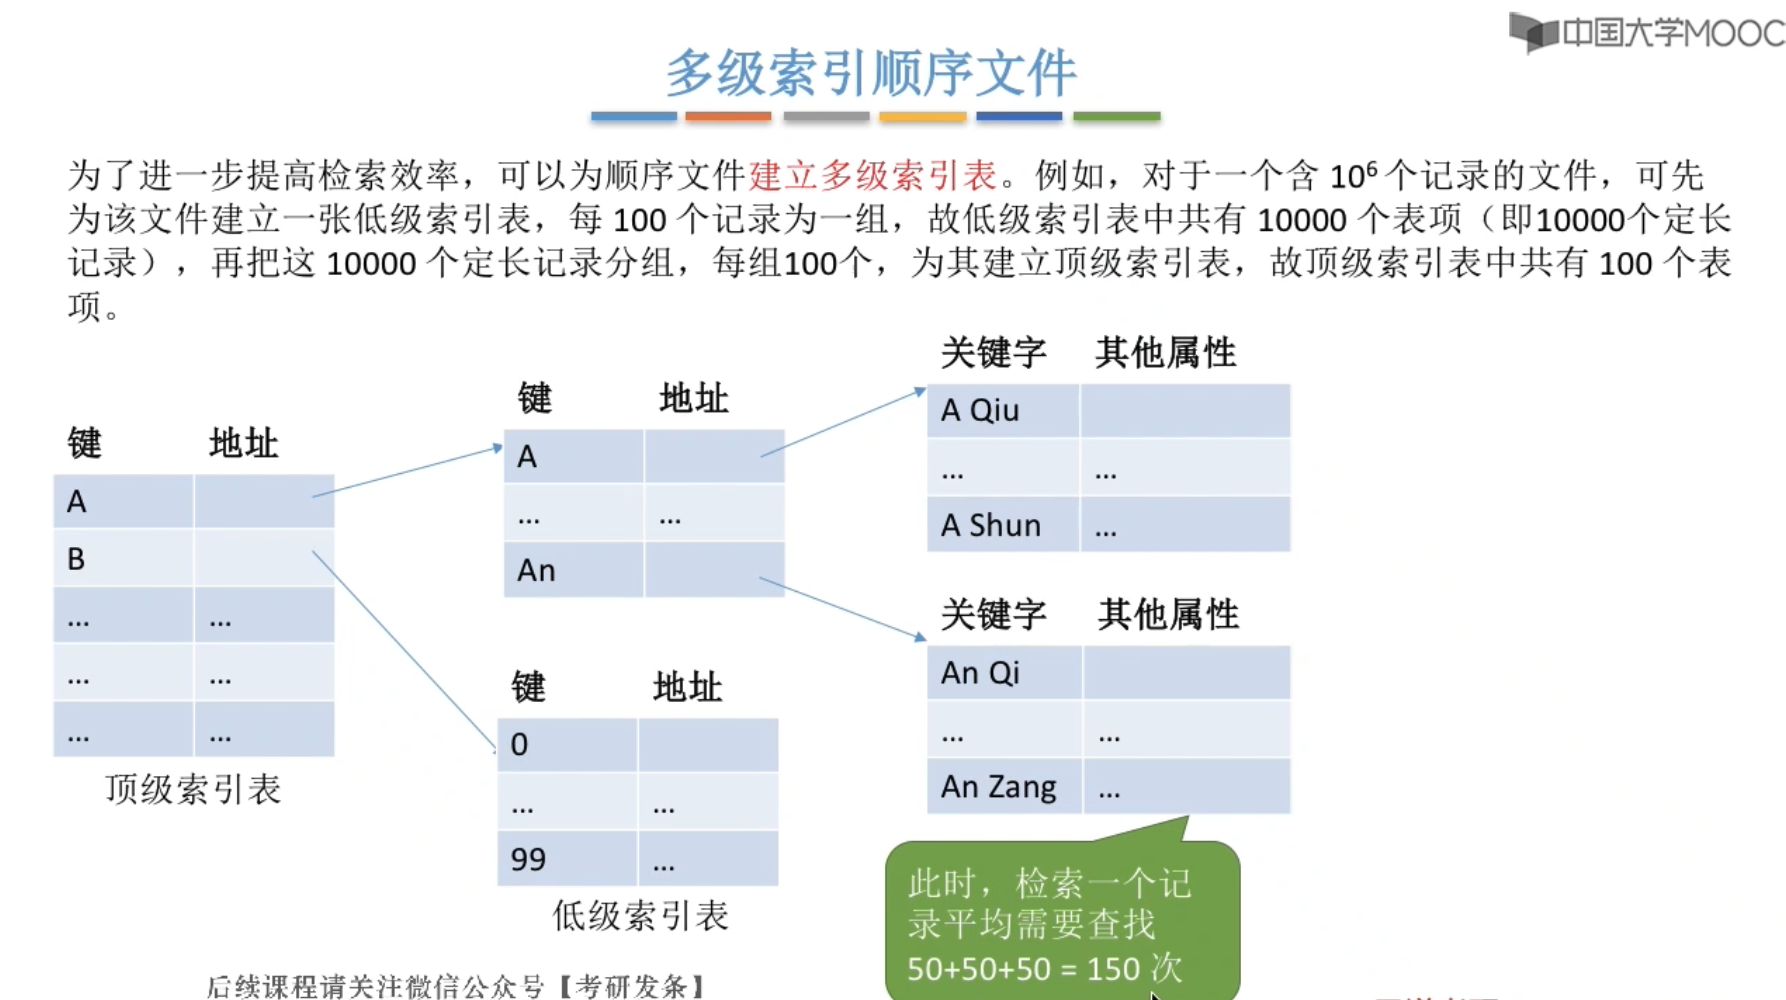 中国大学MOOC
多级索引顺序文件
为了进一步提高检索效率，可以为顺序文件建立多级索引表。例如，对于一个含 10⁶ 个记录的文件，可先
为该文件建立一张低级索引表，每 100 个记录为一组，故低级索引表中共有 10000 个表项（即10000个定长
记录），再把这 10000 个定长记录分组，每组100个，为其建立顶级索引表，故顶级索引表中共有 100 个表
项。
键 地址
A
B
... ...
... ...
... ...
顶级索引表
键 地址
A
... ...
An
键 地址
0
... ...
99 ...
低级索引表
关键字 其他属性
A Qiu
... ...
A Shun ...
关键字 其他属性
An Qi
... ...
An Zang ...
此时，检索一个记
录平均需要查找
50+50+50 = 150 次
后续课程请关注微信公众号【考研发条】